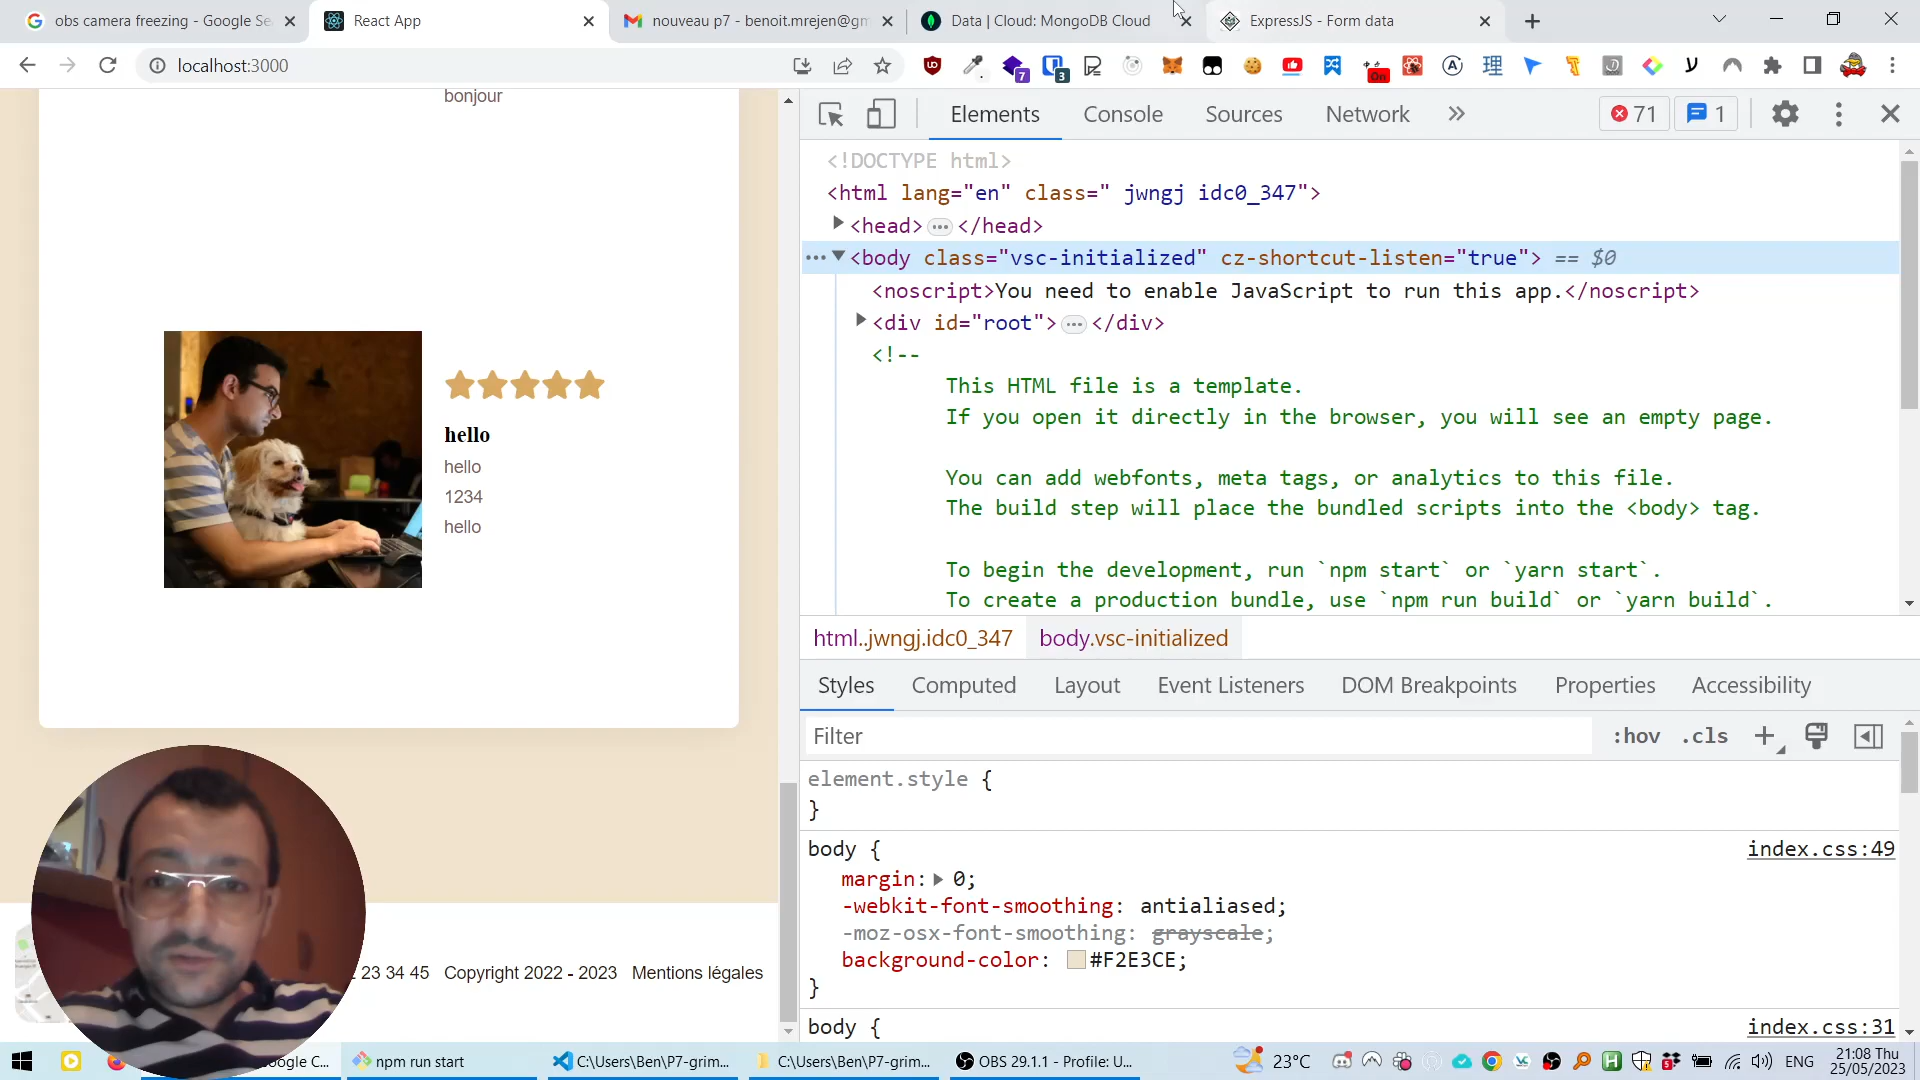 obs camera freezing - Google Se
React App
nouveau p7 - benoit.mrejen@gm
Data | Cloud: MongoDB Cloud
ExpressJS - Form data
localhost:3000
7
3
On
bonjour
Elements
Console
Sources
Network
71
1
<!DOCTYPE html>
<html lang="en" class=" jwngj idc0_347">
<head> … </head>
<body class="vsc-initialized" cz-shortcut-listen="true"> == $0
<noscript>You need to enable JavaScript to run this app.</noscript>
<div id="root"> … </div>
<!--
This HTML file is a template.
If you open it directly in the browser, you will see an empty page.
You can add webfonts, meta tags, or analytics to this file.
The build step will place the bundled scripts into the <body> tag.
To begin the development, run `npm start` or `yarn start`.
To create a production bundle, use `npm run build` or `yarn build`.
hello
hello
1234
hello
html..jwngj.idc0_347
body.vsc-initialized
Styles
Computed
Layout
Event Listeners
DOM Breakpoints
Properties
Accessibility
Filter
:hov
.cls
element.style {
}
body {
index.css:49
margin: 0;
-webkit-font-smoothing: antialiased;
-moz-osx-font-smoothing: grayscale;
background-color: #F2E3CE;
}
body {
index.css:31
23 34 45
Copyright 2022 - 2023
Mentions légales
oogle C...
npm run start
C:\Users\Ben\P7-grim...
C:\Users\Ben\P7-grim...
OBS 29.1.1 - Profile: U...
23°C
ENG
21:08 Thu
25/05/2023